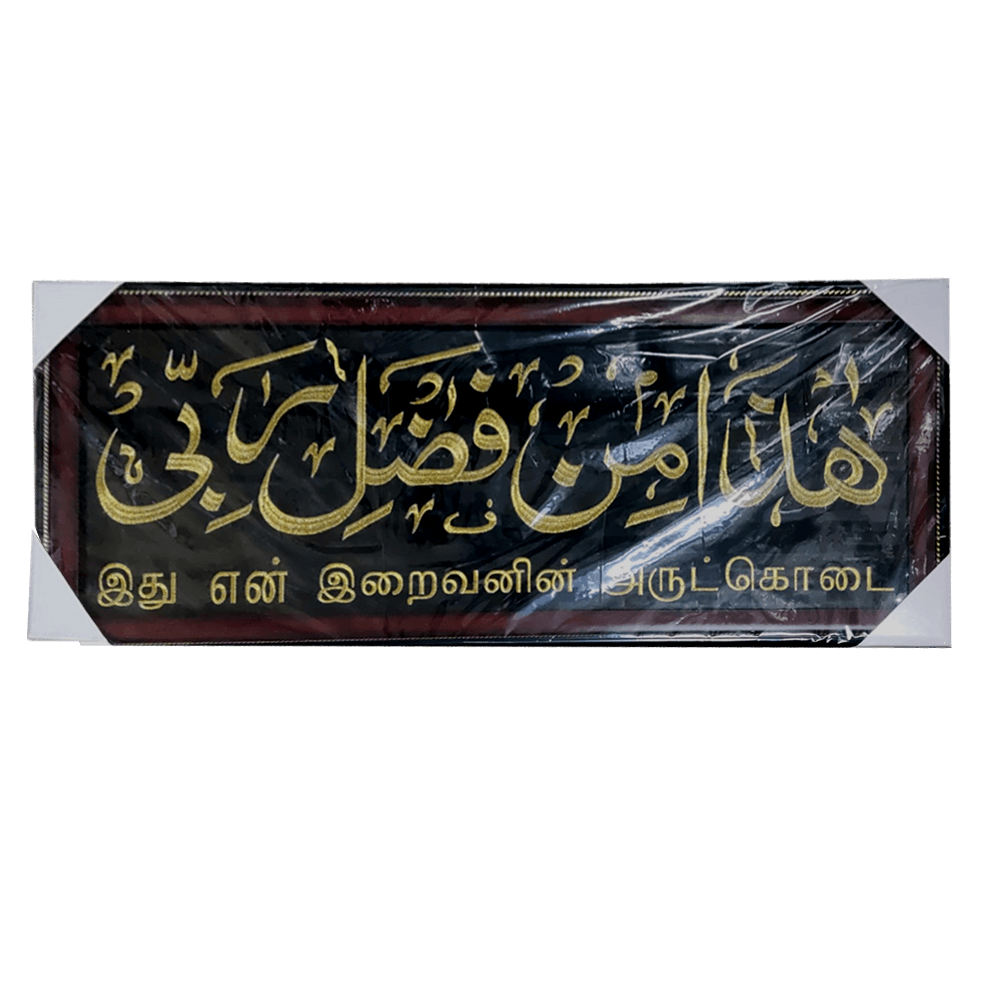 هٰذَا مِنْ فَضْلِ رَبِّيْ
இது என் இறைவனின் அருட்கொடை